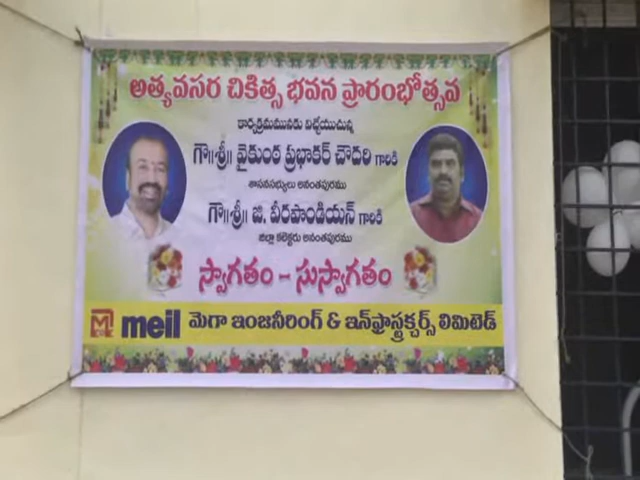 అత్యవసర చికిత్స భవన ప్రారంభోత్సవ
కార్యక్రమమునకు విచ్చేయుచున్న
గౌ||శ్రీ|| వైకుంఠ ప్రభాకర్ చౌదరి గారికి
శాసనసభ్యులు అనంతపురము
గౌ||శ్రీ|| జి. వీరపాండియన్ గారికి
జిల్లా కలెక్టరు అనంతపురము
స్వాగతం - సుస్వాగతం
meil మెగా ఇంజనీరింగ్ & ఇన్‌ఫ్రాస్ట్రక్చర్స్ లిమిటెడ్